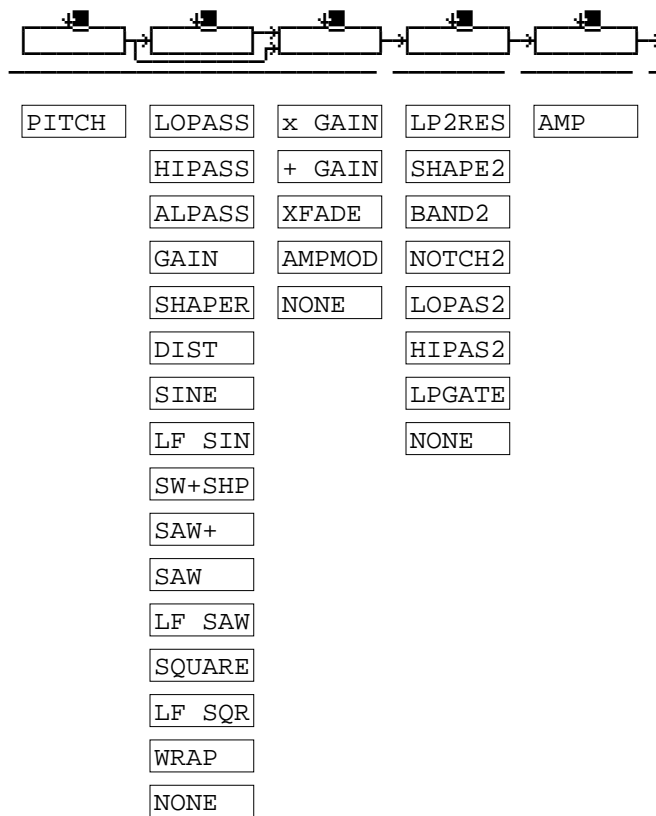 PITCH LOPASS x GAIN LP2RES AMP
HIPASS + GAIN SHAPE2
ALPASS XFADE BAND2
GAIN AMPMOD NOTCH2
SHAPER NONE LOPAS2
DIST HIPAS2
SINE LPGATE
LF SIN NONE
SW+SHP
SAW+
SAW
LF SAW
SQUARE
LF SQR
WRAP
NONE